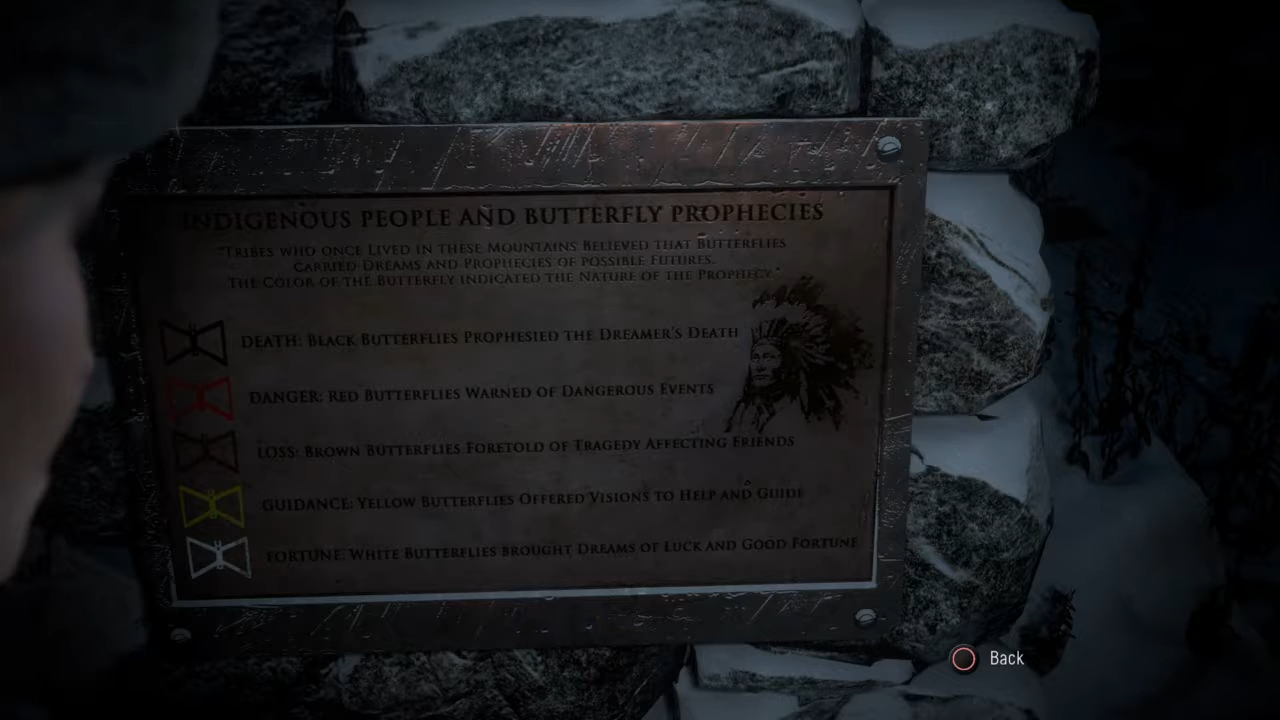 INDIGENOUS PEOPLE AND BUTTERFLY PROPHECIES
"TRIBES WHO ONCE LIVED IN THESE MOUNTAINS BELIEVED THAT BUTTERFLIES
CARRIED DREAMS AND PROPHECIES OF POSSIBLE FUTURES.
THE COLOR OF THE BUTTERFLY INDICATED THE NATURE OF THE PROPHECY."
DEATH: BLACK BUTTERFLIES PROPHESIED THE DREAMER'S DEATH
DANGER: RED BUTTERFLIES WARNED OF DANGEROUS EVENTS
LOSS: BROWN BUTTERFLIES FORETOLD OF TRAGEDY AFFECTING FRIENDS
GUIDANCE: YELLOW BUTTERFLIES OFFERED VISIONS TO HELP AND GUIDE
FORTUNE: WHITE BUTTERFLIES BROUGHT DREAMS OF LUCK AND GOOD FORTUNE
Back